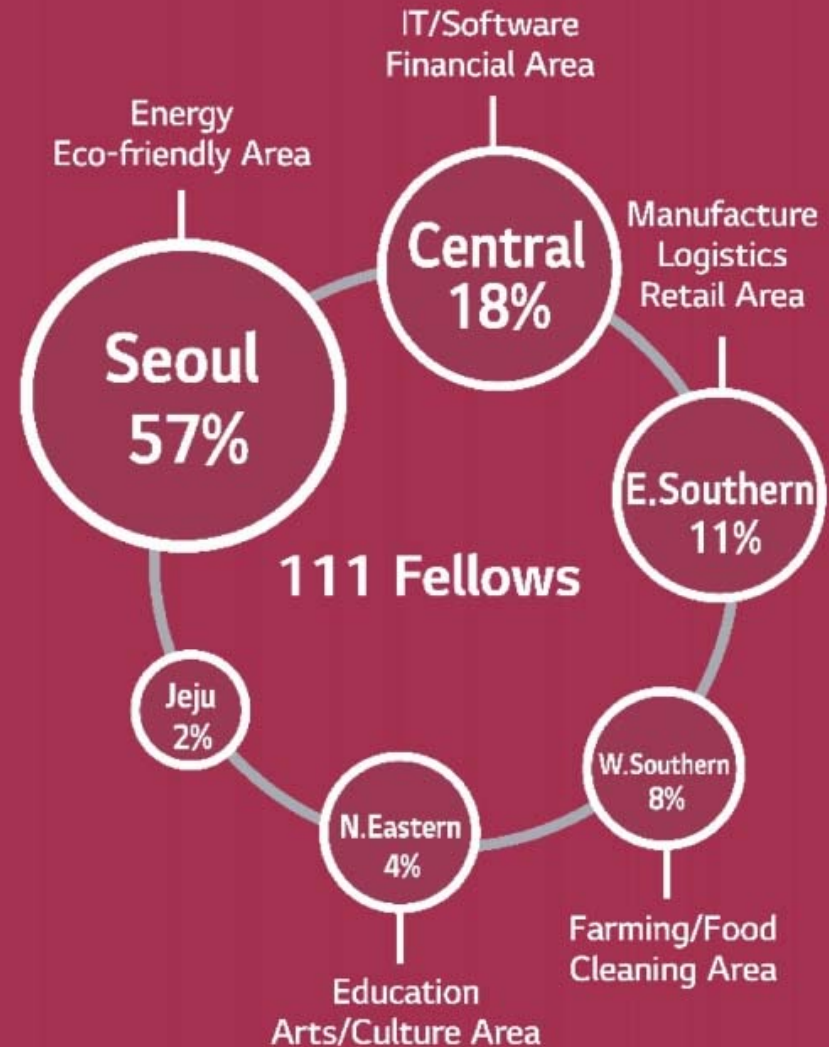 IT/Software
Financial Area
Energy
Eco-friendly Area
Central
18%
Manufacture
Logistics
Retail Area
Seoul
57%
E.Southern
11%
111 Fellows
Jeju
2%
W.Southern
8%
N.Eastern
4%
Farming/Food
Cleaning Area
Education
Arts/Culture Area